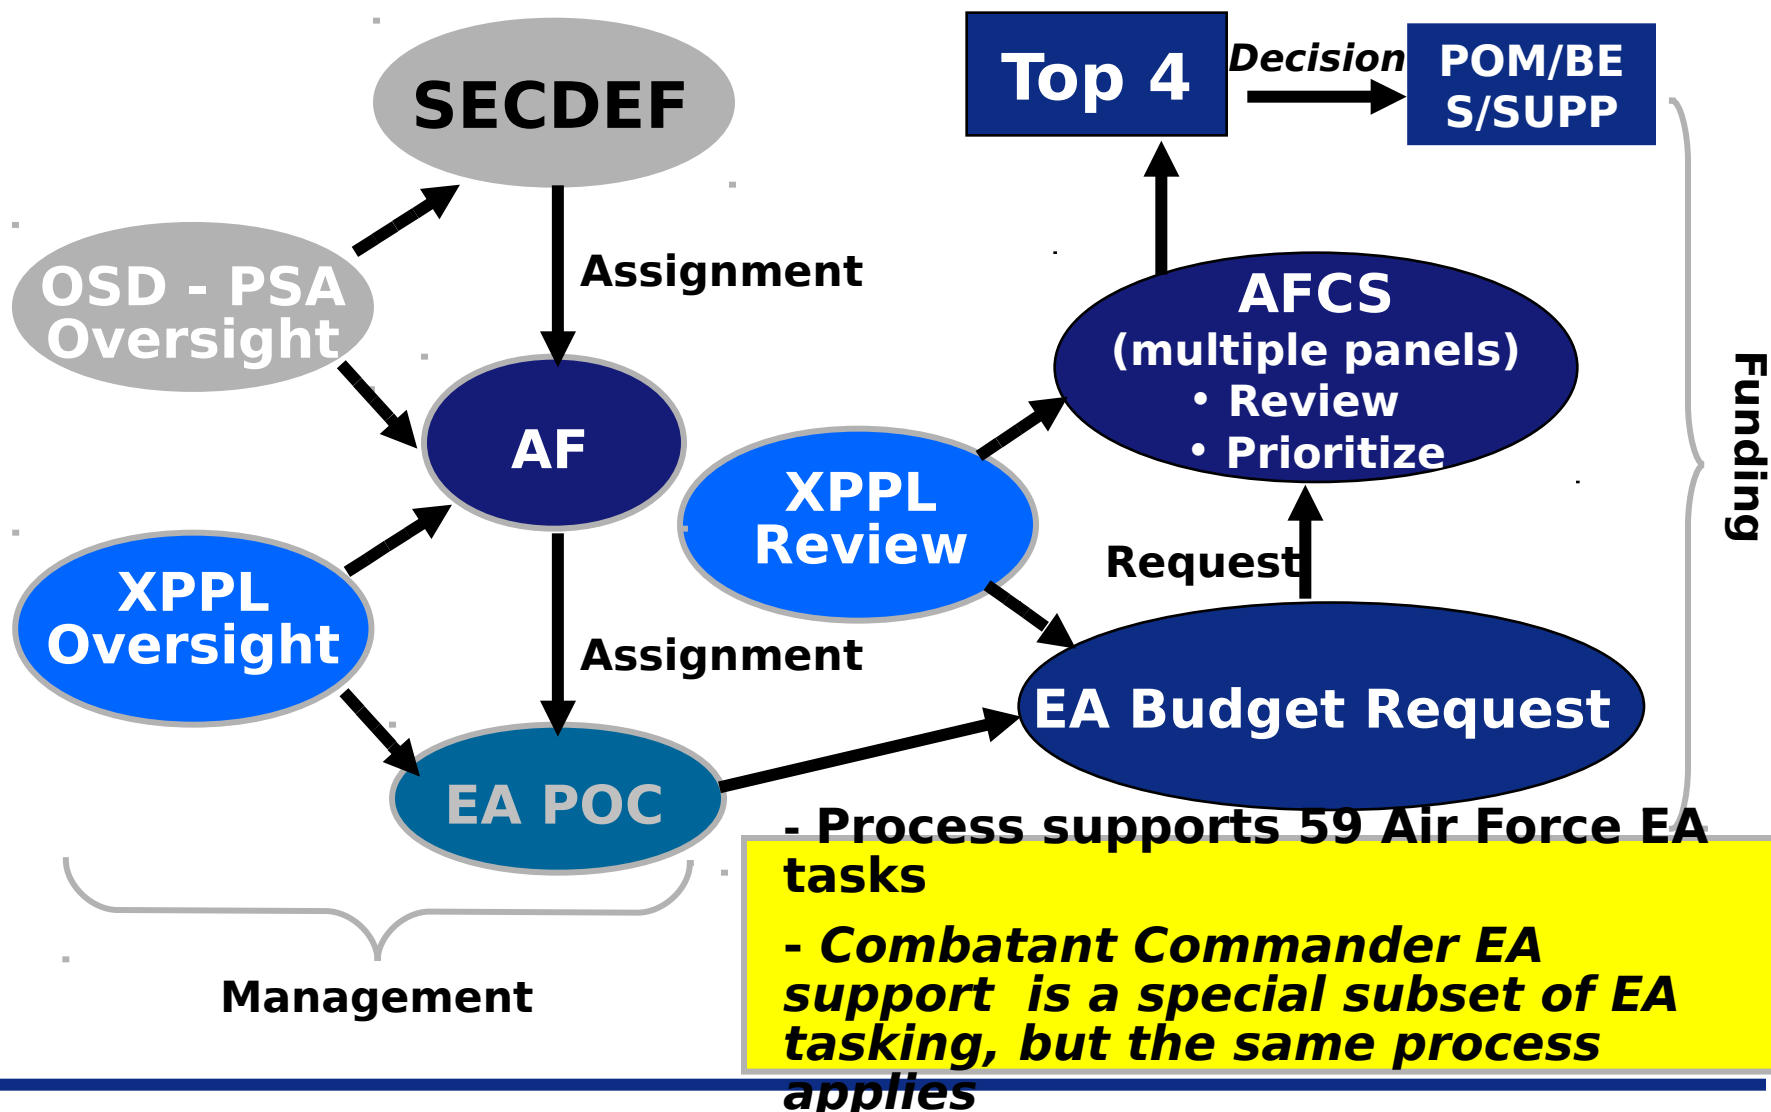 SECDEF
Top 4
Decision
POM/BE
S/SUPP
OSD - PSA
Oversight
Assignment
AFCS
(multiple panels)
• Review
• Prioritize
Funding
AF
XPPL
Review
Request
XPPL
Oversight
Assignment
EA Budget Request
EA POC
- Process supports 59 Air Force EA
tasks
- Combatant Commander EA
support is a special subset of EA
tasking, but the same process
applies
Management